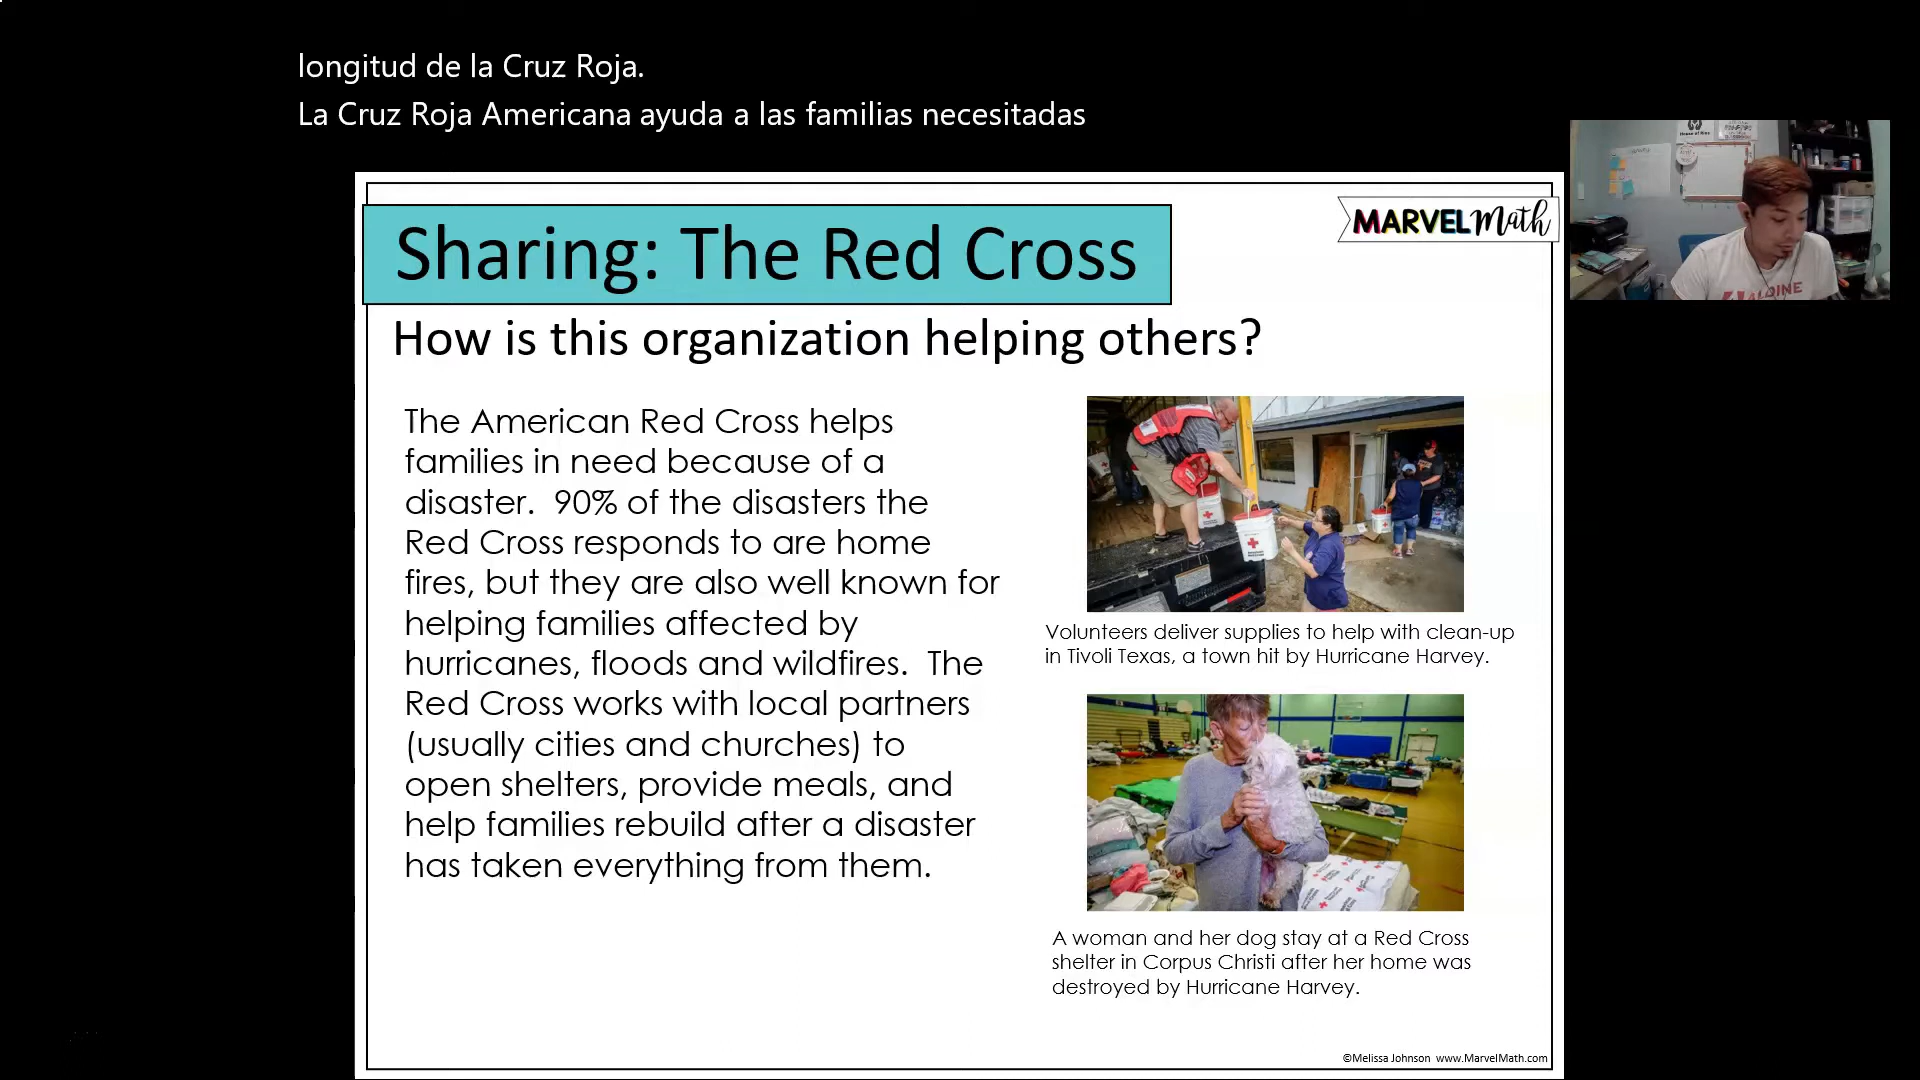 longitud de la Cruz Roja.
La Cruz Roja Americana ayuda a las familias necesitadas
Sharing: The Red Cross
MARVEL Math
How is this organization helping others?
The American Red Cross helps
families in need because of a
disaster.  90% of the disasters the
Red Cross responds to are home
fires, but they are also well known for
helping families affected by
hurricanes, floods and wildfires.  The
Red Cross works with local partners
(usually cities and churches) to
open shelters, provide meals, and
help families rebuild after a disaster
has taken everything from them.
Volunteers deliver supplies to help with clean-up
in Tivoli Texas, a town hit by Hurricane Harvey.
A woman and her dog stay at a Red Cross
shelter in Corpus Christi after her home was
destroyed by Hurricane Harvey.
©Melissa Johnson  www.MarvelMath.com
ALDINE